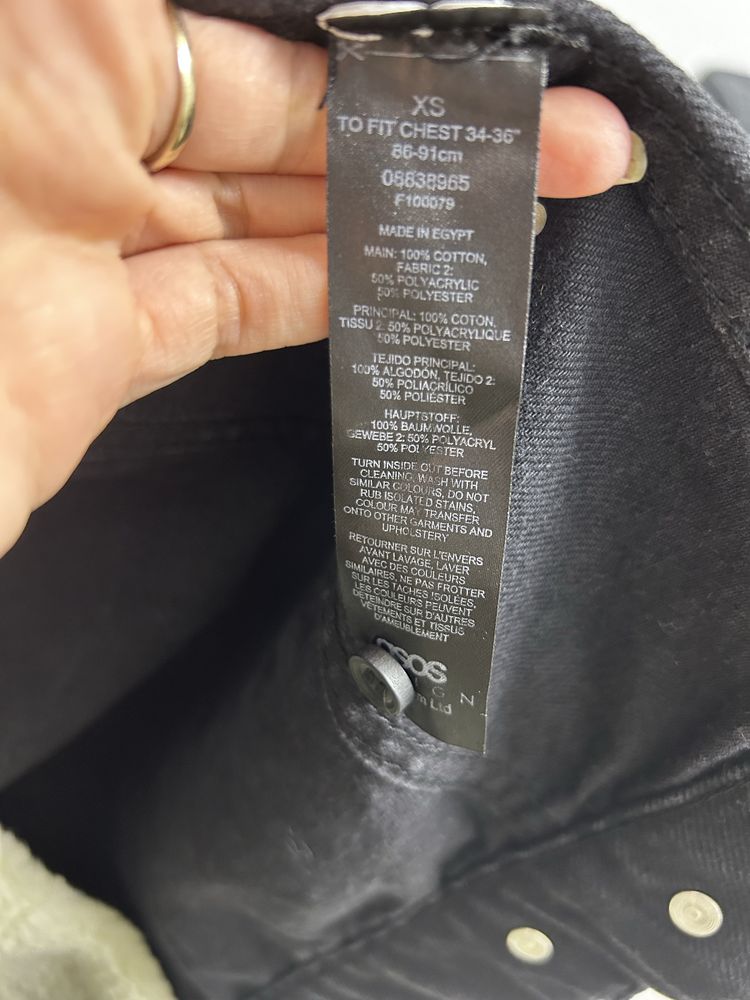 XS
TO FIT CHEST 34-36"
86-91cm
08838965
F100079
MADE IN EGYPT
MAIN: 100% COTTON,
FABRIC 2:
50% POLYACRYLIC
50% POLYESTER
PRINCIPAL: 100% COTON,
TISSU 2: 50% POLYACRYLIQUE
50% POLYESTER
TEJIDO PRINCIPAL:
100% ALGODÓN, TEJIDO 2:
50% POLIACRÍLICO
50% POLIÉSTER
HAUPTSTOFF:
100% BAUMWOLLE,
GEWEBE 2: 50% POLYACRYL
50% POLYESTER
TURN INSIDE OUT BEFORE
CLEANING, WASH WITH
SIMILAR COLOURS, DO NOT
RUB ISOLATED STAINS,
COLOUR MAY TRANSFER
ONTO OTHER GARMENTS AND
UPHOLSTERY
RETOURNER SUR L'ENVERS
AVANT LAVAGE, LAVER
AVEC DES COULEURS
SIMILAIRES, NE PAS FROTTER
SUR LES TACHES ISOLÉES,
LES COULEURS PEUVENT
DÉTEINDRE SUR D'AUTRES
VÊTEMENTS ET TISSUS
D'AMEUBLEMENT
asos
G N
m Ltd